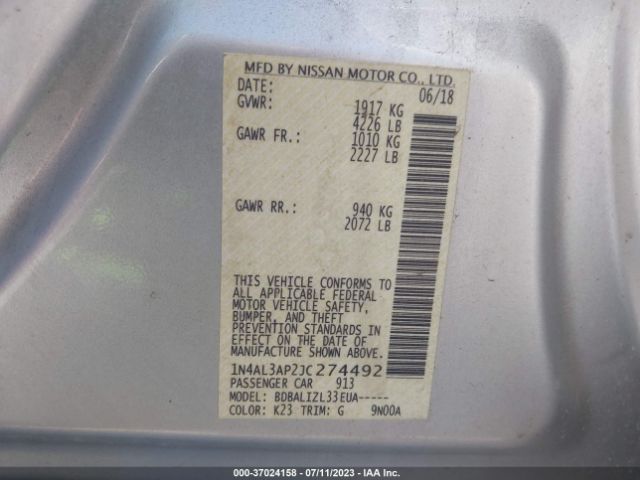 MFD BY NISSAN MOTOR CO., LTD.
DATE: 06/18
GVWR: 1917 KG
4226 LB
GAWR FR.: 1010 KG
2227 LB
GAWR RR.: 940 KG
2072 LB
THIS VEHICLE CONFORMS TO
ALL APPLICABLE FEDERAL
MOTOR VEHICLE SAFETY,
BUMPER, AND THEFT
PREVENTION STANDARDS IN
EFFECT ON THE DATE OF
MANUFACTURE SHOWN ABOVE.
1N4AL3AP2JC274492
PASSENGER CAR 913
MODEL: BDBALIZL33EUA-----
COLOR: K23 TRIM: G 9N00A
000-37024158 - 07/11/2023 - IAA Inc.